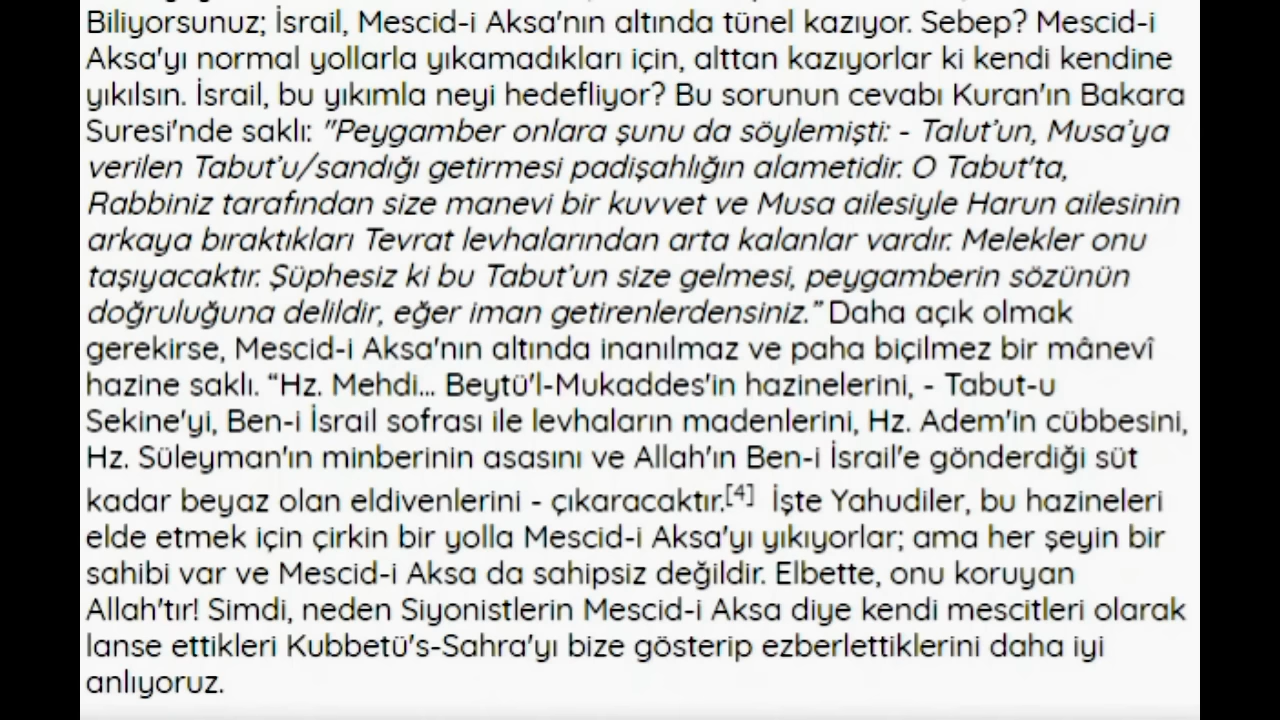 Biliyorsunuz; İsrail, Mescid-i Aksa'nın altında tünel kazıyor. Sebep? Mescid-i
Aksa'yı normal yollarla yıkamadıkları için, alttan kazıyorlar ki kendi kendine
yıkılsın. İsrail, bu yıkımla neyi hedefliyor? Bu sorunun cevabı Kuran'ın Bakara
Suresi'nde saklı: "Peygamber onlara şunu da söylemişti: - Talut’un, Musa’ya
verilen Tabut’u/sandığı getirmesi padişahlığın alametidir. O Tabut'ta,
Rabbiniz tarafından size manevi bir kuvvet ve Musa ailesiyle Harun ailesinin
arkaya bıraktıkları Tevrat levhalarından arta kalanlar vardır. Melekler onu
taşıyacaktır. Şüphesiz ki bu Tabut’un size gelmesi, peygamberin sözünün
doğruluğuna delildir, eğer iman getirenlerdensiniz.” Daha açık olmak
gerekirse, Mescid-i Aksa'nın altında inanılmaz ve paha biçilmez bir mânevî
hazine saklı. “Hz. Mehdi... Beytü'l-Mukaddes'in hazinelerini, - Tabut-u
Sekine'yi, Ben-i İsrail sofrası ile levhaların madenlerini, Hz. Adem'in cübbesini,
Hz. Süleyman'ın minberinin asasını ve Allah'ın Ben-i İsrail'e gönderdiği süt
kadar beyaz olan eldivenlerini - çıkaracaktır.[4] İşte Yahudiler, bu hazineleri
elde etmek için çirkin bir yolla Mescid-i Aksa'yı yıkıyorlar; ama her şeyin bir
sahibi var ve Mescid-i Aksa da sahipsiz değildir. Elbette, onu koruyan
Allah'tır! Simdi, neden Siyonistlerin Mescid-i Aksa diye kendi mescitleri olarak
lanse ettikleri Kubbetü's-Sahra'yı bize gösterip ezberlettiklerini daha iyi
anlıyoruz.